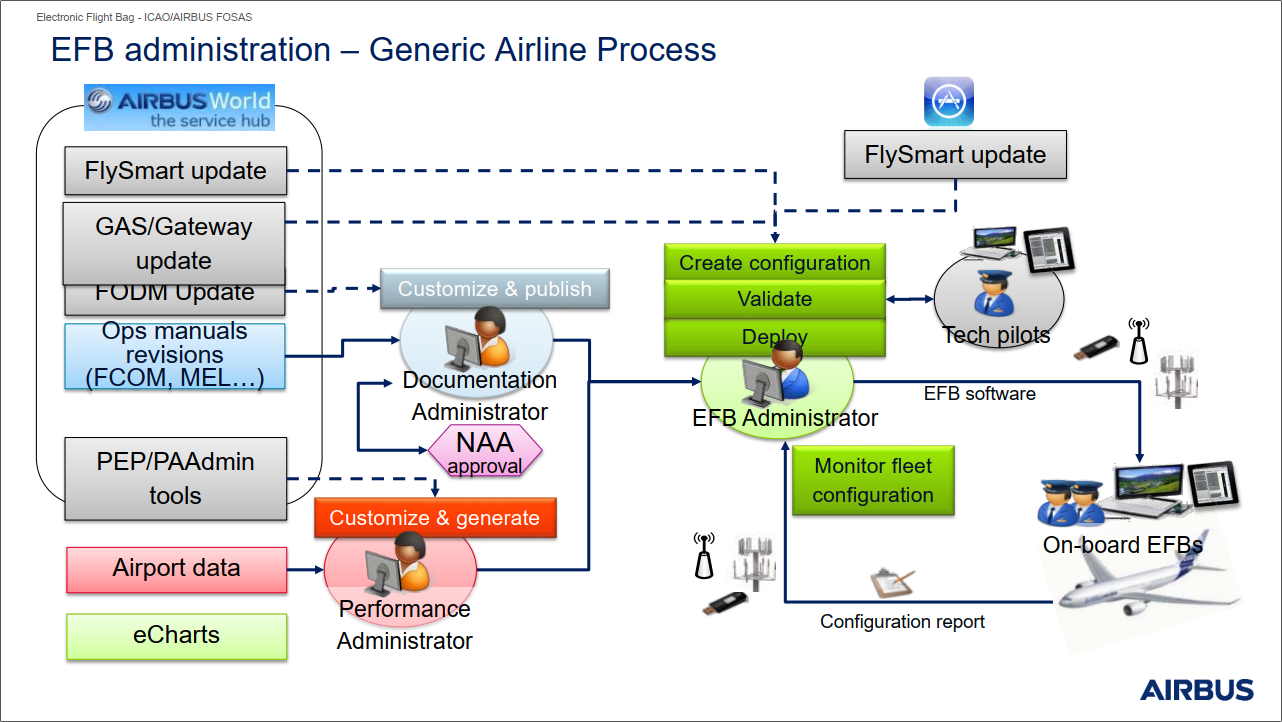 Electronic Flight Bag - ICAO/AIRBUS FOSAS
EFB administration – Generic Airline Process
AIRBUS World
the service hub
FlySmart update
GAS/Gateway
update
FODM Update
Ops manuals
revisions
(FCOM, MEL…)
PEP/PAAdmin
tools
Airport data
eCharts
Customize & publish
Documentation
Administrator
NAA
approval
Customize & generate
Performance
Administrator
FlySmart update
Create configuration
Validate
Deploy
EFB Administrator
Tech pilots
EFB software
Monitor fleet
configuration
On-board EFBs
Configuration report
AIRBUS